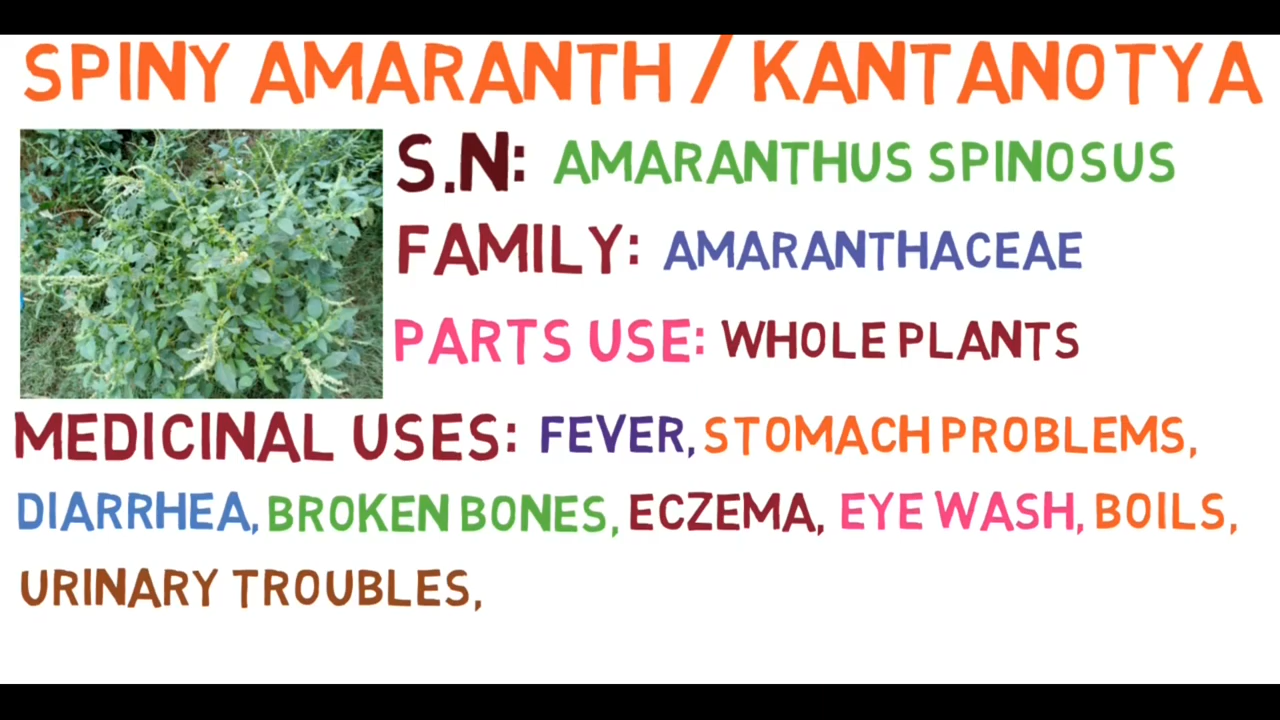 SPINY AMARANTH / KANTANOTYA
S.N: AMARANTHUS SPINOSUS
FAMILY: AMARANTHACEAE
PARTS USE: WHOLE PLANTS
MEDICINAL USES: FEVER, STOMACH PROBLEMS,
DIARRHEA, BROKEN BONES, ECZEMA, EYE WASH, BOILS,
URINARY TROUBLES,